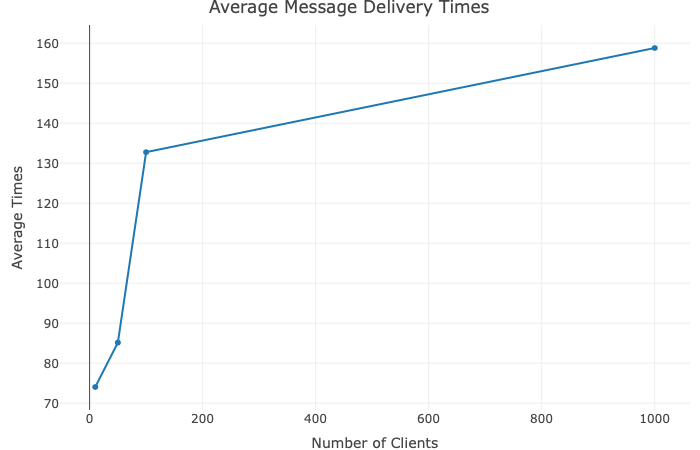 Average Message Delivery Times
160
150
140
130
120
110
100
90
80
70
Average Times
0 200 400 600 800 1000
Number of Clients